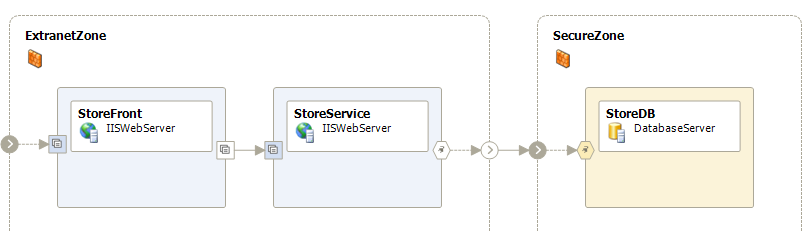 ExtranetZone
SecureZone
StoreFront
IISWebServer
StoreService
IISWebServer
StoreDB
DatabaseServer